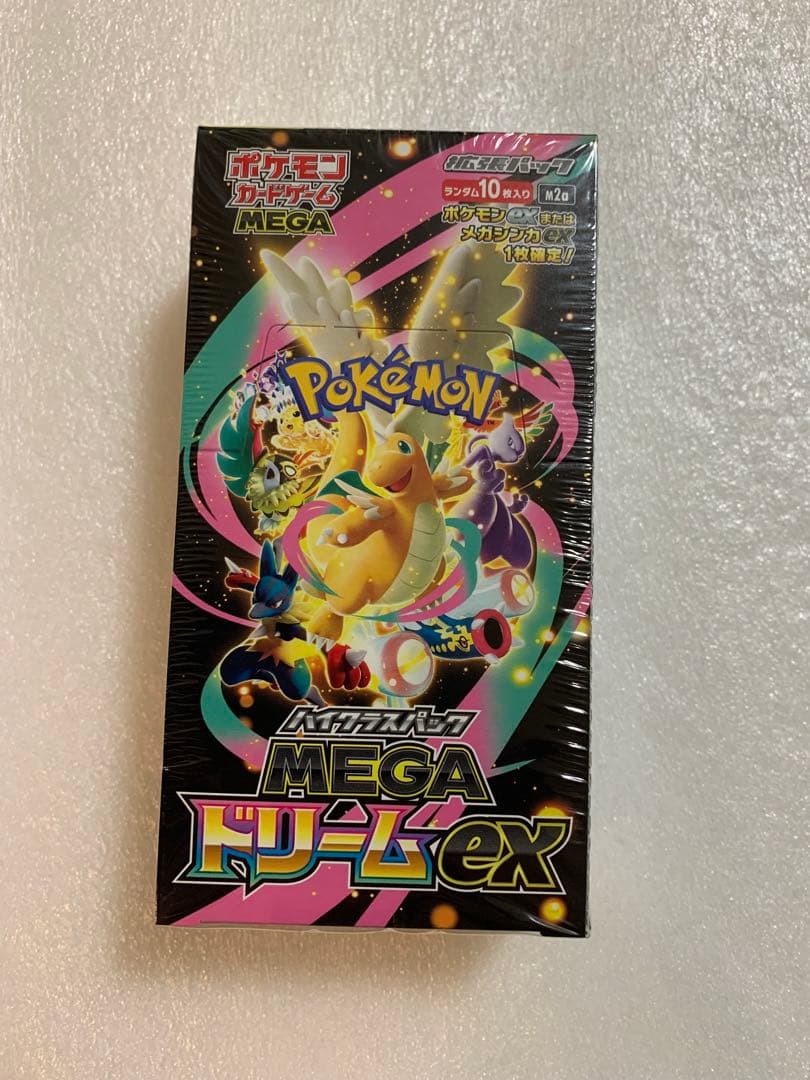 ポケモン
カードゲーム
MEGA
拡張パック
ランダム10枚入り M2a
ポケモンexまたは
メガシンカex
1枚確定!
POKéMON
TM
ハイクラスパック
MEGA
ドリームex